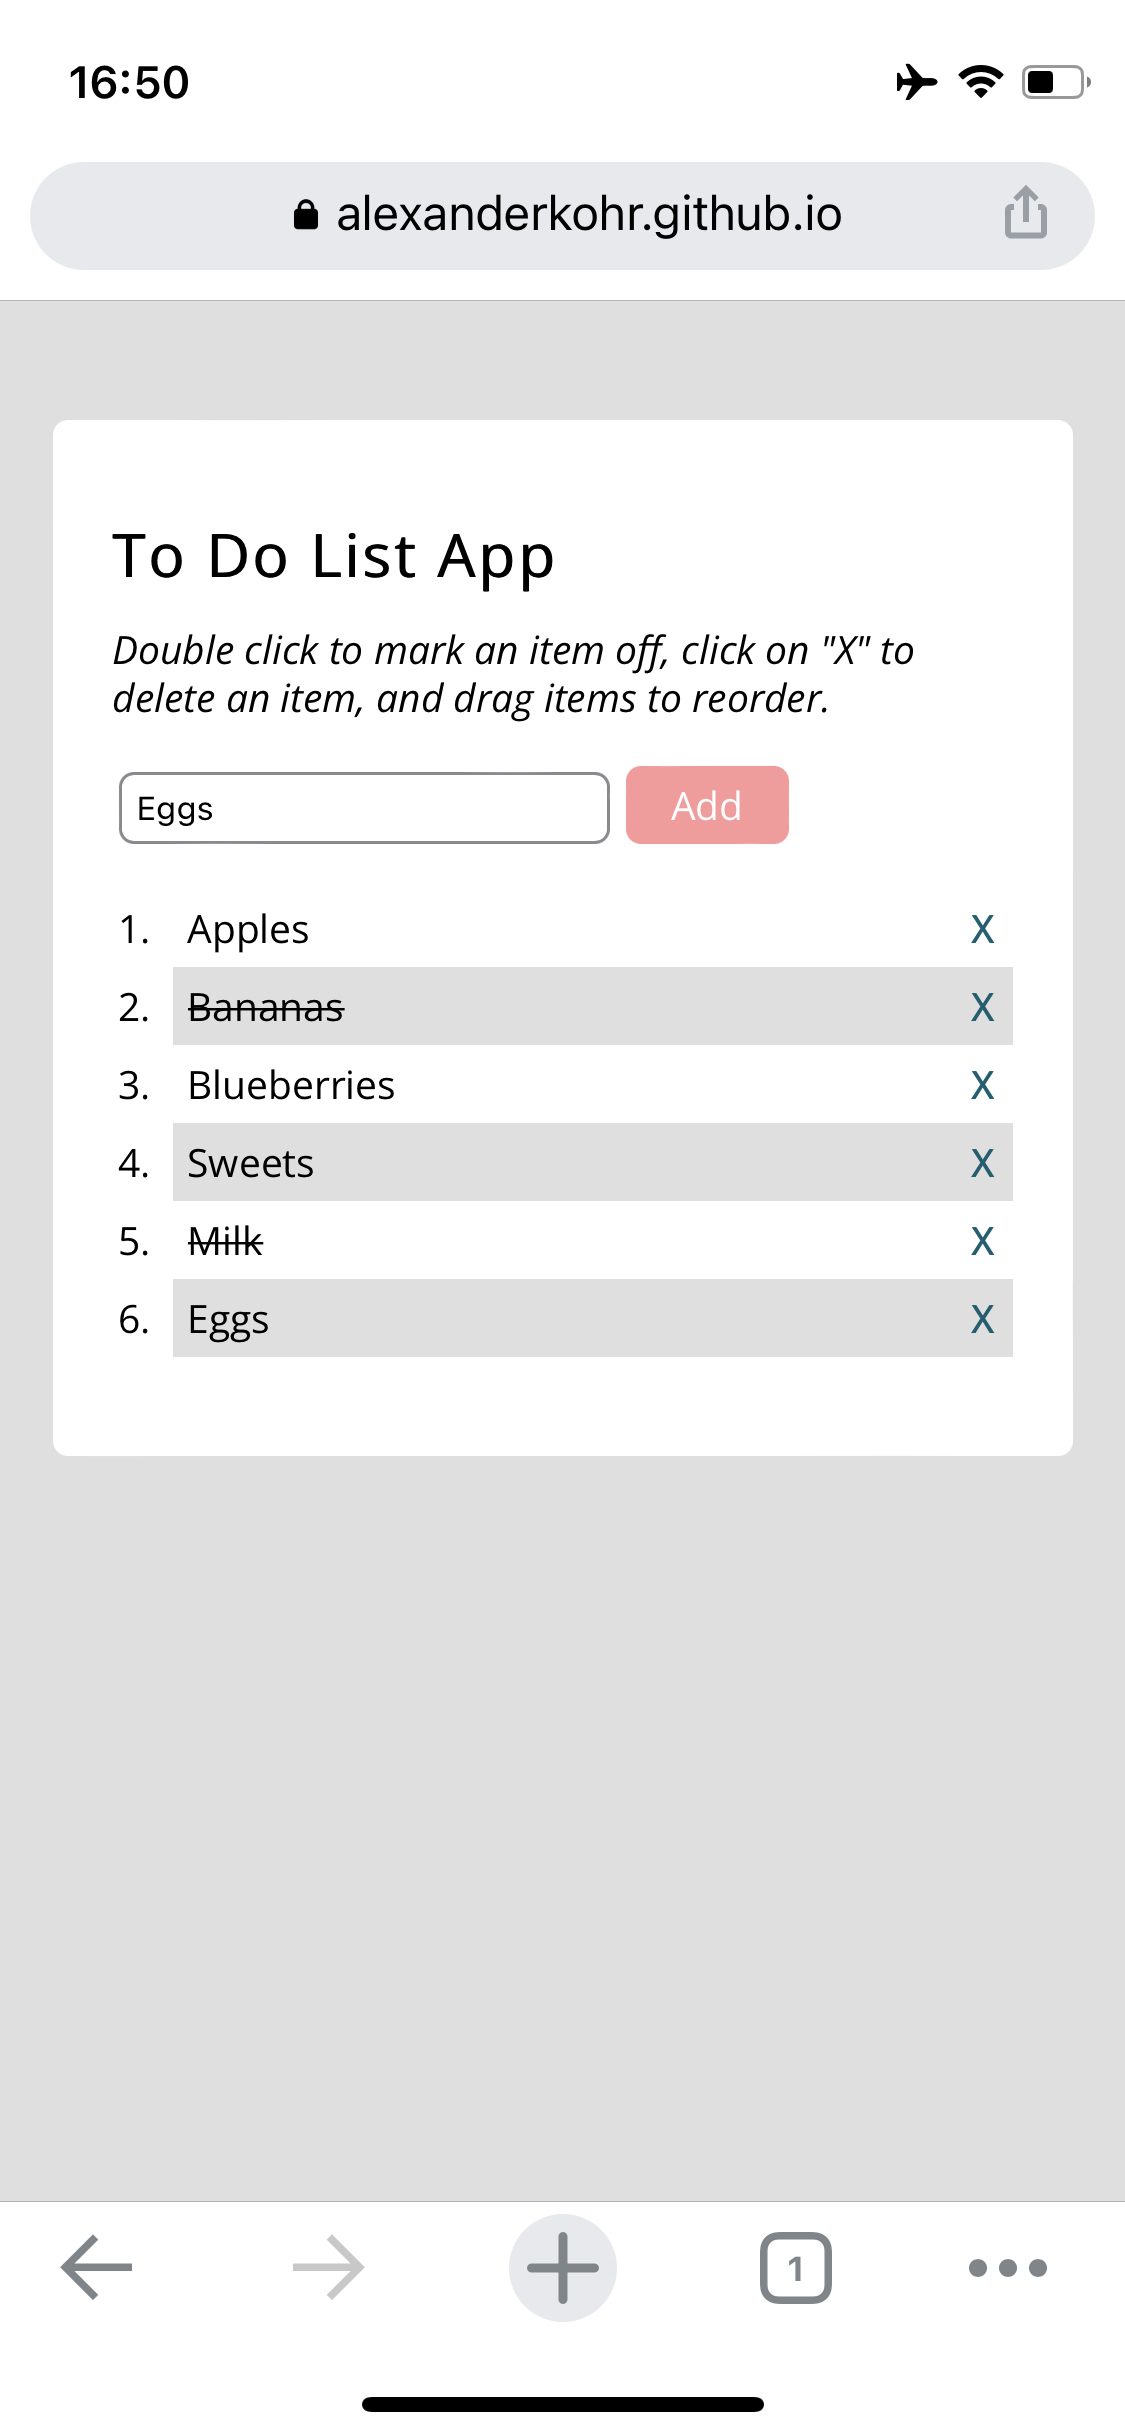 16:50
alexanderkohr.github.io
To Do List App
Double click to mark an item off, click on "X" to
delete an item, and drag items to reorder.
Eggs Add
1. Apples X
2. Bananas X
3. Blueberries X
4. Sweets X
5. Milk X
6. Eggs X
1